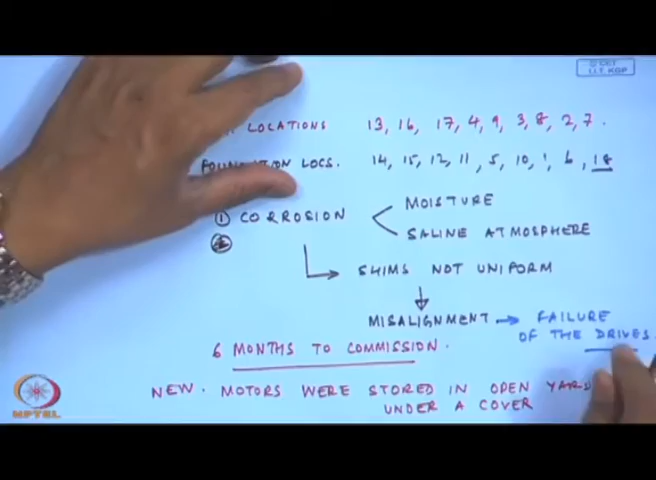 I.I.T. KGP
LOCATIONS 13, 16, 17, 4, 9, 3, 8, 2, 7.
LOCS. 14, 15, 12, 11, 5, 10, 1, 6, 18
① CORROSION
MOISTURE
SALINE ATMOSPHERE
SHIMS NOT UNIFORM
MISALIGNMENT → FAILURE
OF THE DRIVES.
6 MONTHS TO COMMISSION.
NEW. MOTORS WERE STORED IN OPEN YARD
UNDER A COVER
NPTEL